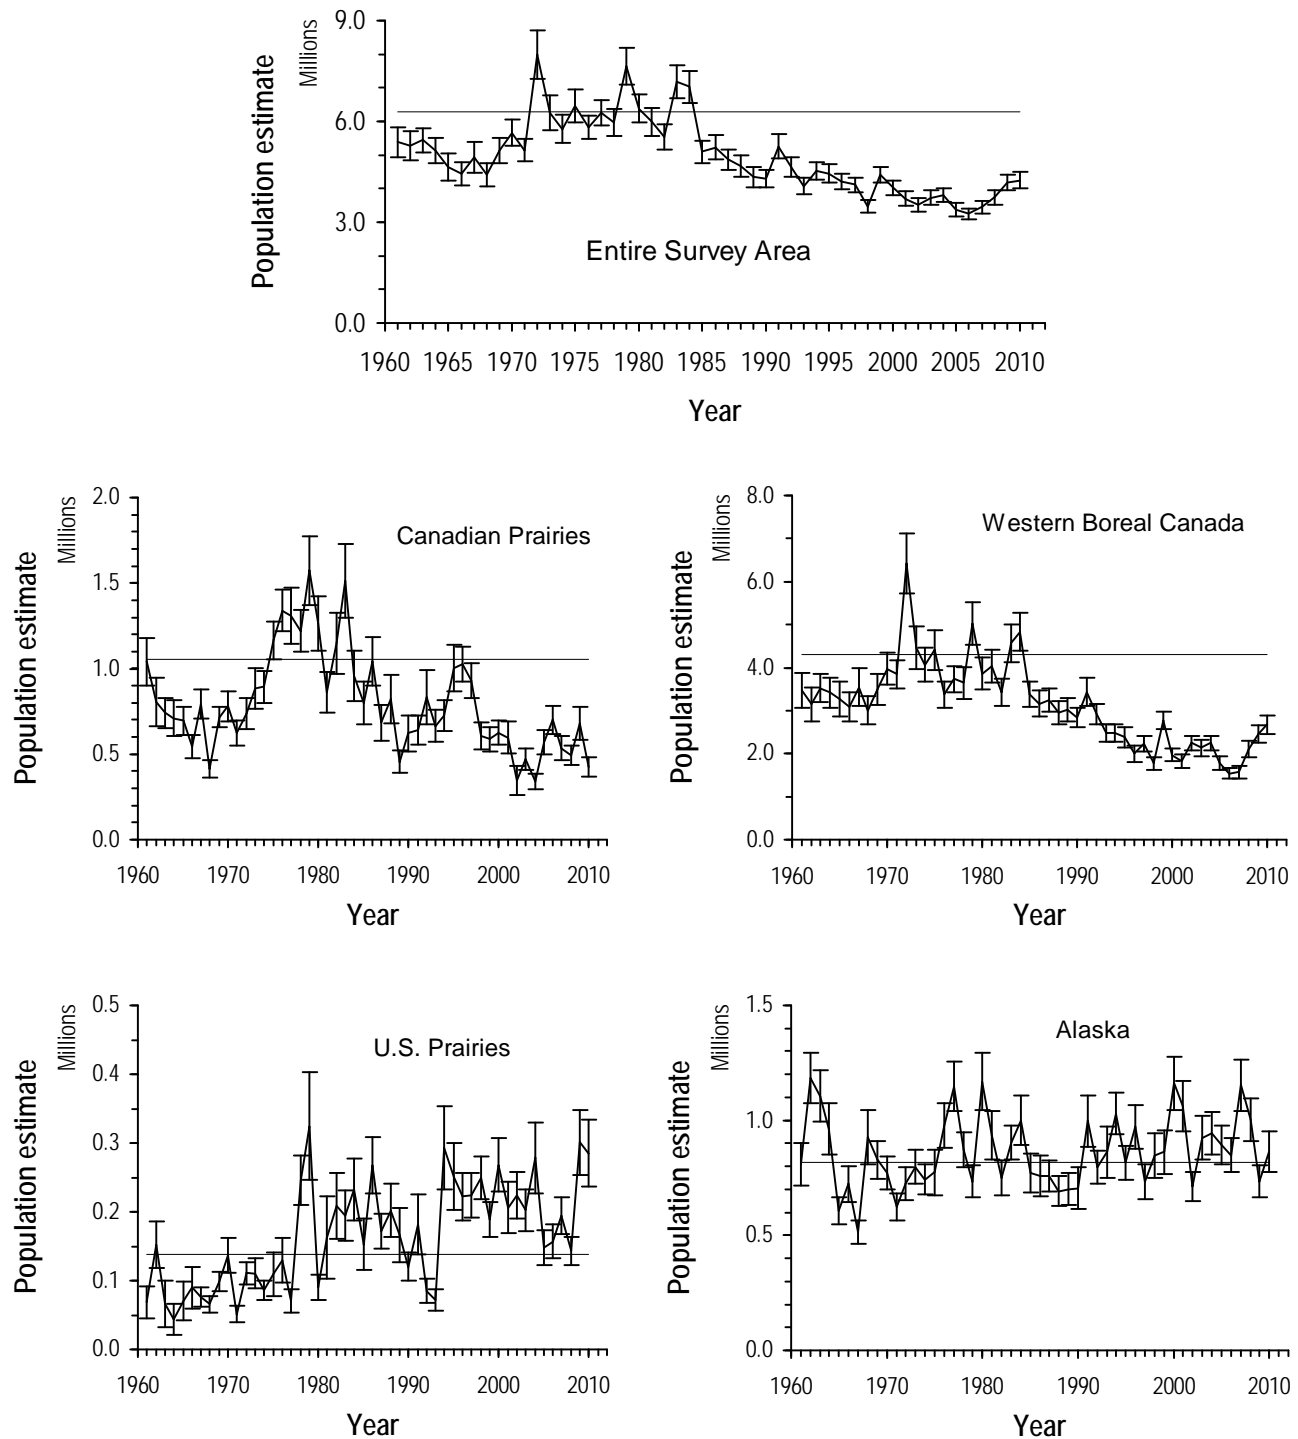 9.0
Millions
Population estimate
6.0
3.0
Entire Survey Area
0.0
1960 1965 1970 1975 1980 1985 1990 1995 2000 2005 2010
Year
2.0
Millions
Canadian Prairies
Population estimate
1.5
1.0
0.5
0.0
1960 1970 1980 1990 2000 2010
Year
8.0
Millions
Western Boreal Canada
Population estimate
6.0
4.0
2.0
0.0
1960 1970 1980 1990 2000 2010
Year
0.5
Millions
U.S. Prairies
Population estimate
0.4
0.3
0.2
0.1
0.0
1960 1970 1980 1990 2000 2010
Year
1.5
Millions
Alaska
Population estimate
1.0
0.5
0.0
1960 1970 1980 1990 2000 2010
Year